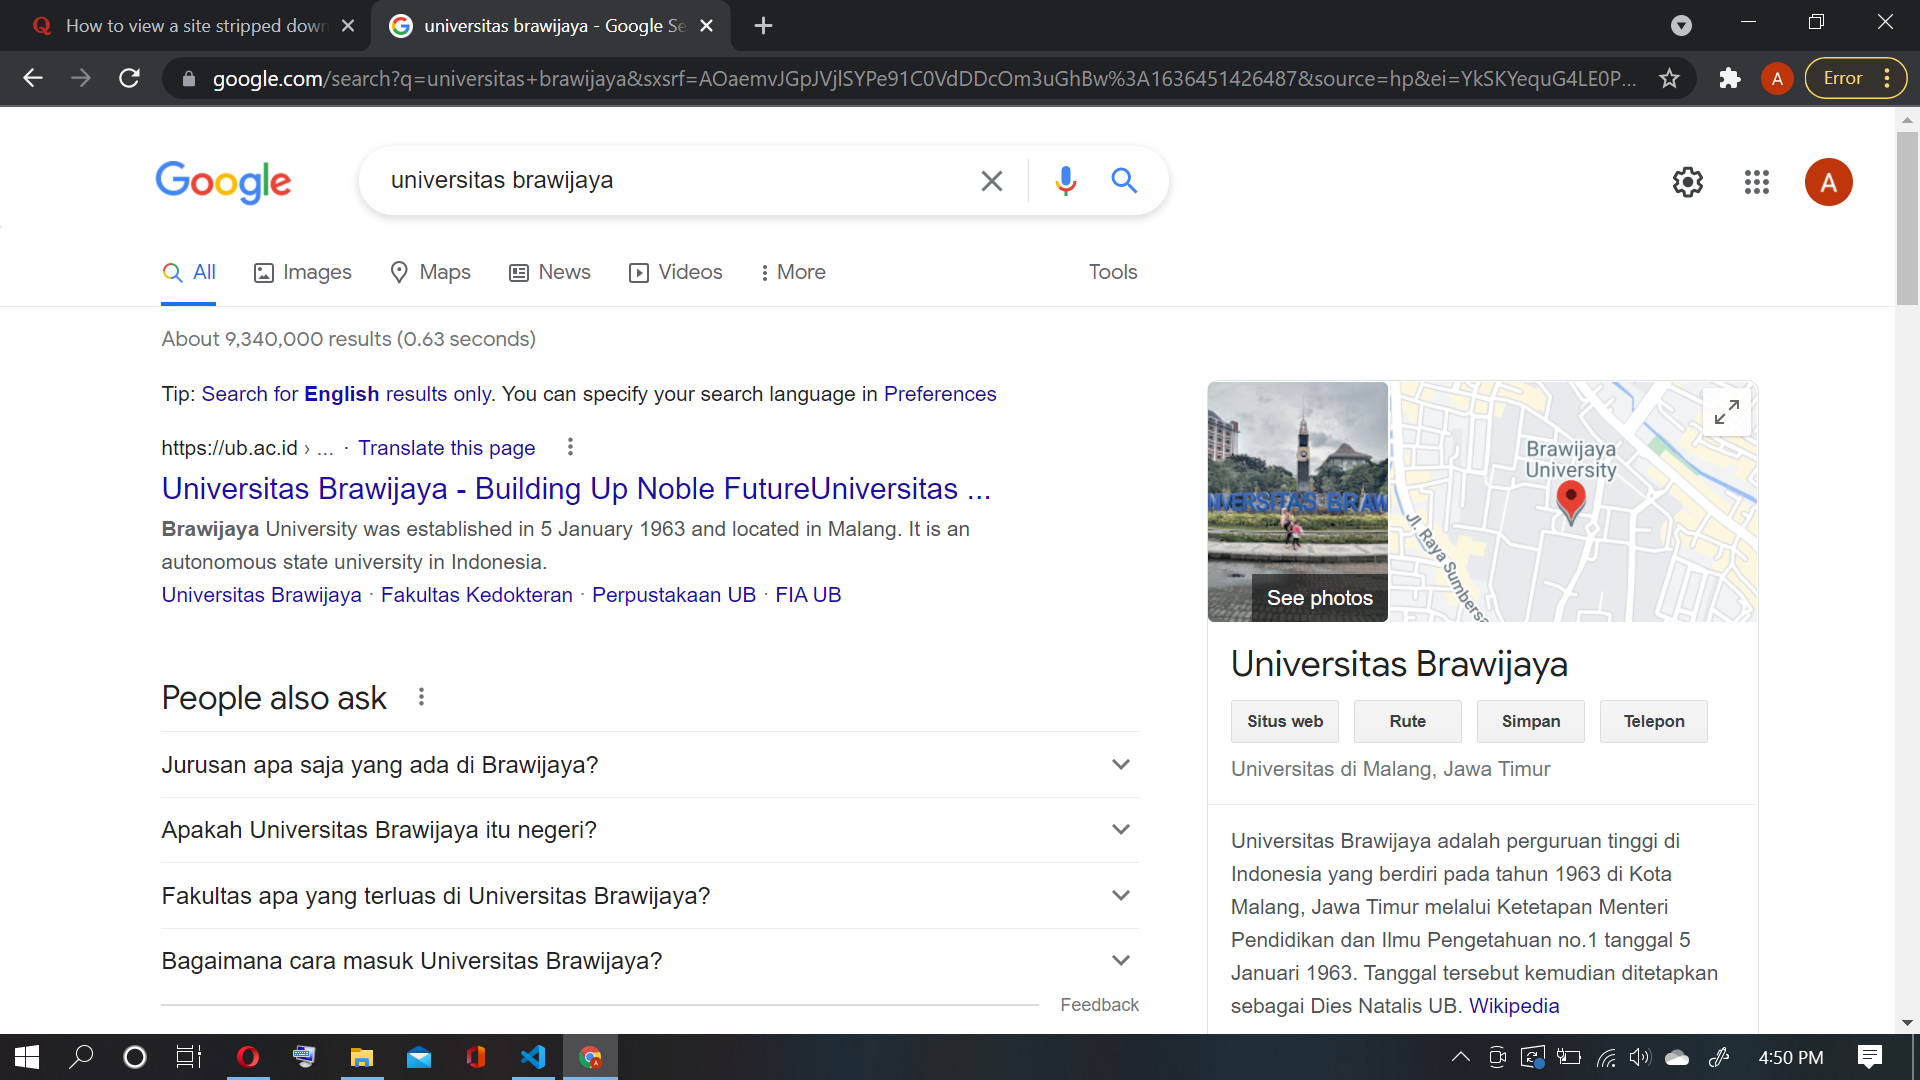 How to view a site stripped down
universitas brawijaya - Google Se
google.com/search?q=universitas+brawijaya&sxsrf=AOaemvJGpJVjlSYPe91C0VdDDcOm3uGhBw%3A1636451426487&source=hp&ei=YkSKYequG4LE0P...
A
Error
Google
universitas brawijaya
A
All
Images
Maps
News
Videos
More
Tools
About 9,340,000 results (0.63 seconds)
Tip: Search for English results only. You can specify your search language in Preferences
https://ub.ac.id › ... · Translate this page
Universitas Brawijaya - Building Up Noble FutureUniversitas ...
Brawijaya University was established in 5 January 1963 and located in Malang. It is an
autonomous state university in Indonesia.
Universitas Brawijaya · Fakultas Kedokteran · Perpustakaan UB · FIA UB
People also ask
Jurusan apa saja yang ada di Brawijaya?
Apakah Universitas Brawijaya itu negeri?
Fakultas apa yang terluas di Universitas Brawijaya?
Bagaimana cara masuk Universitas Brawijaya?
Feedback
NIVERSITAS BRAW
See photos
Brawijaya
University
Jl. Raya Sumbersa
Universitas Brawijaya
Situs web
Rute
Simpan
Telepon
Universitas di Malang, Jawa Timur
Universitas Brawijaya adalah perguruan tinggi di
Indonesia yang berdiri pada tahun 1963 di Kota
Malang, Jawa Timur melalui Ketetapan Menteri
Pendidikan dan Ilmu Pengetahuan no.1 tanggal 5
Januari 1963. Tanggal tersebut kemudian ditetapkan
sebagai Dies Natalis UB. Wikipedia
4:50 PM